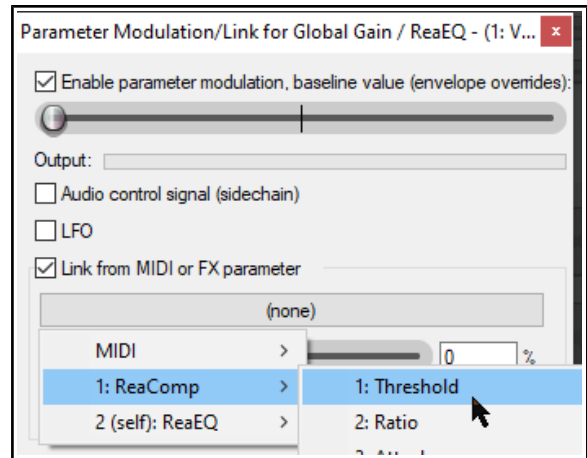 Parameter Modulation/Link for Global Gain / ReaEQ - (1: V... x
Enable parameter modulation, baseline value (envelope overrides):
Output:
Audio control signal (sidechain)
LFO
Link from MIDI or FX parameter
(none)
MIDI >
0 %
1: ReaComp >
1: Threshold
2 (self): ReaEQ >
2: Ratio